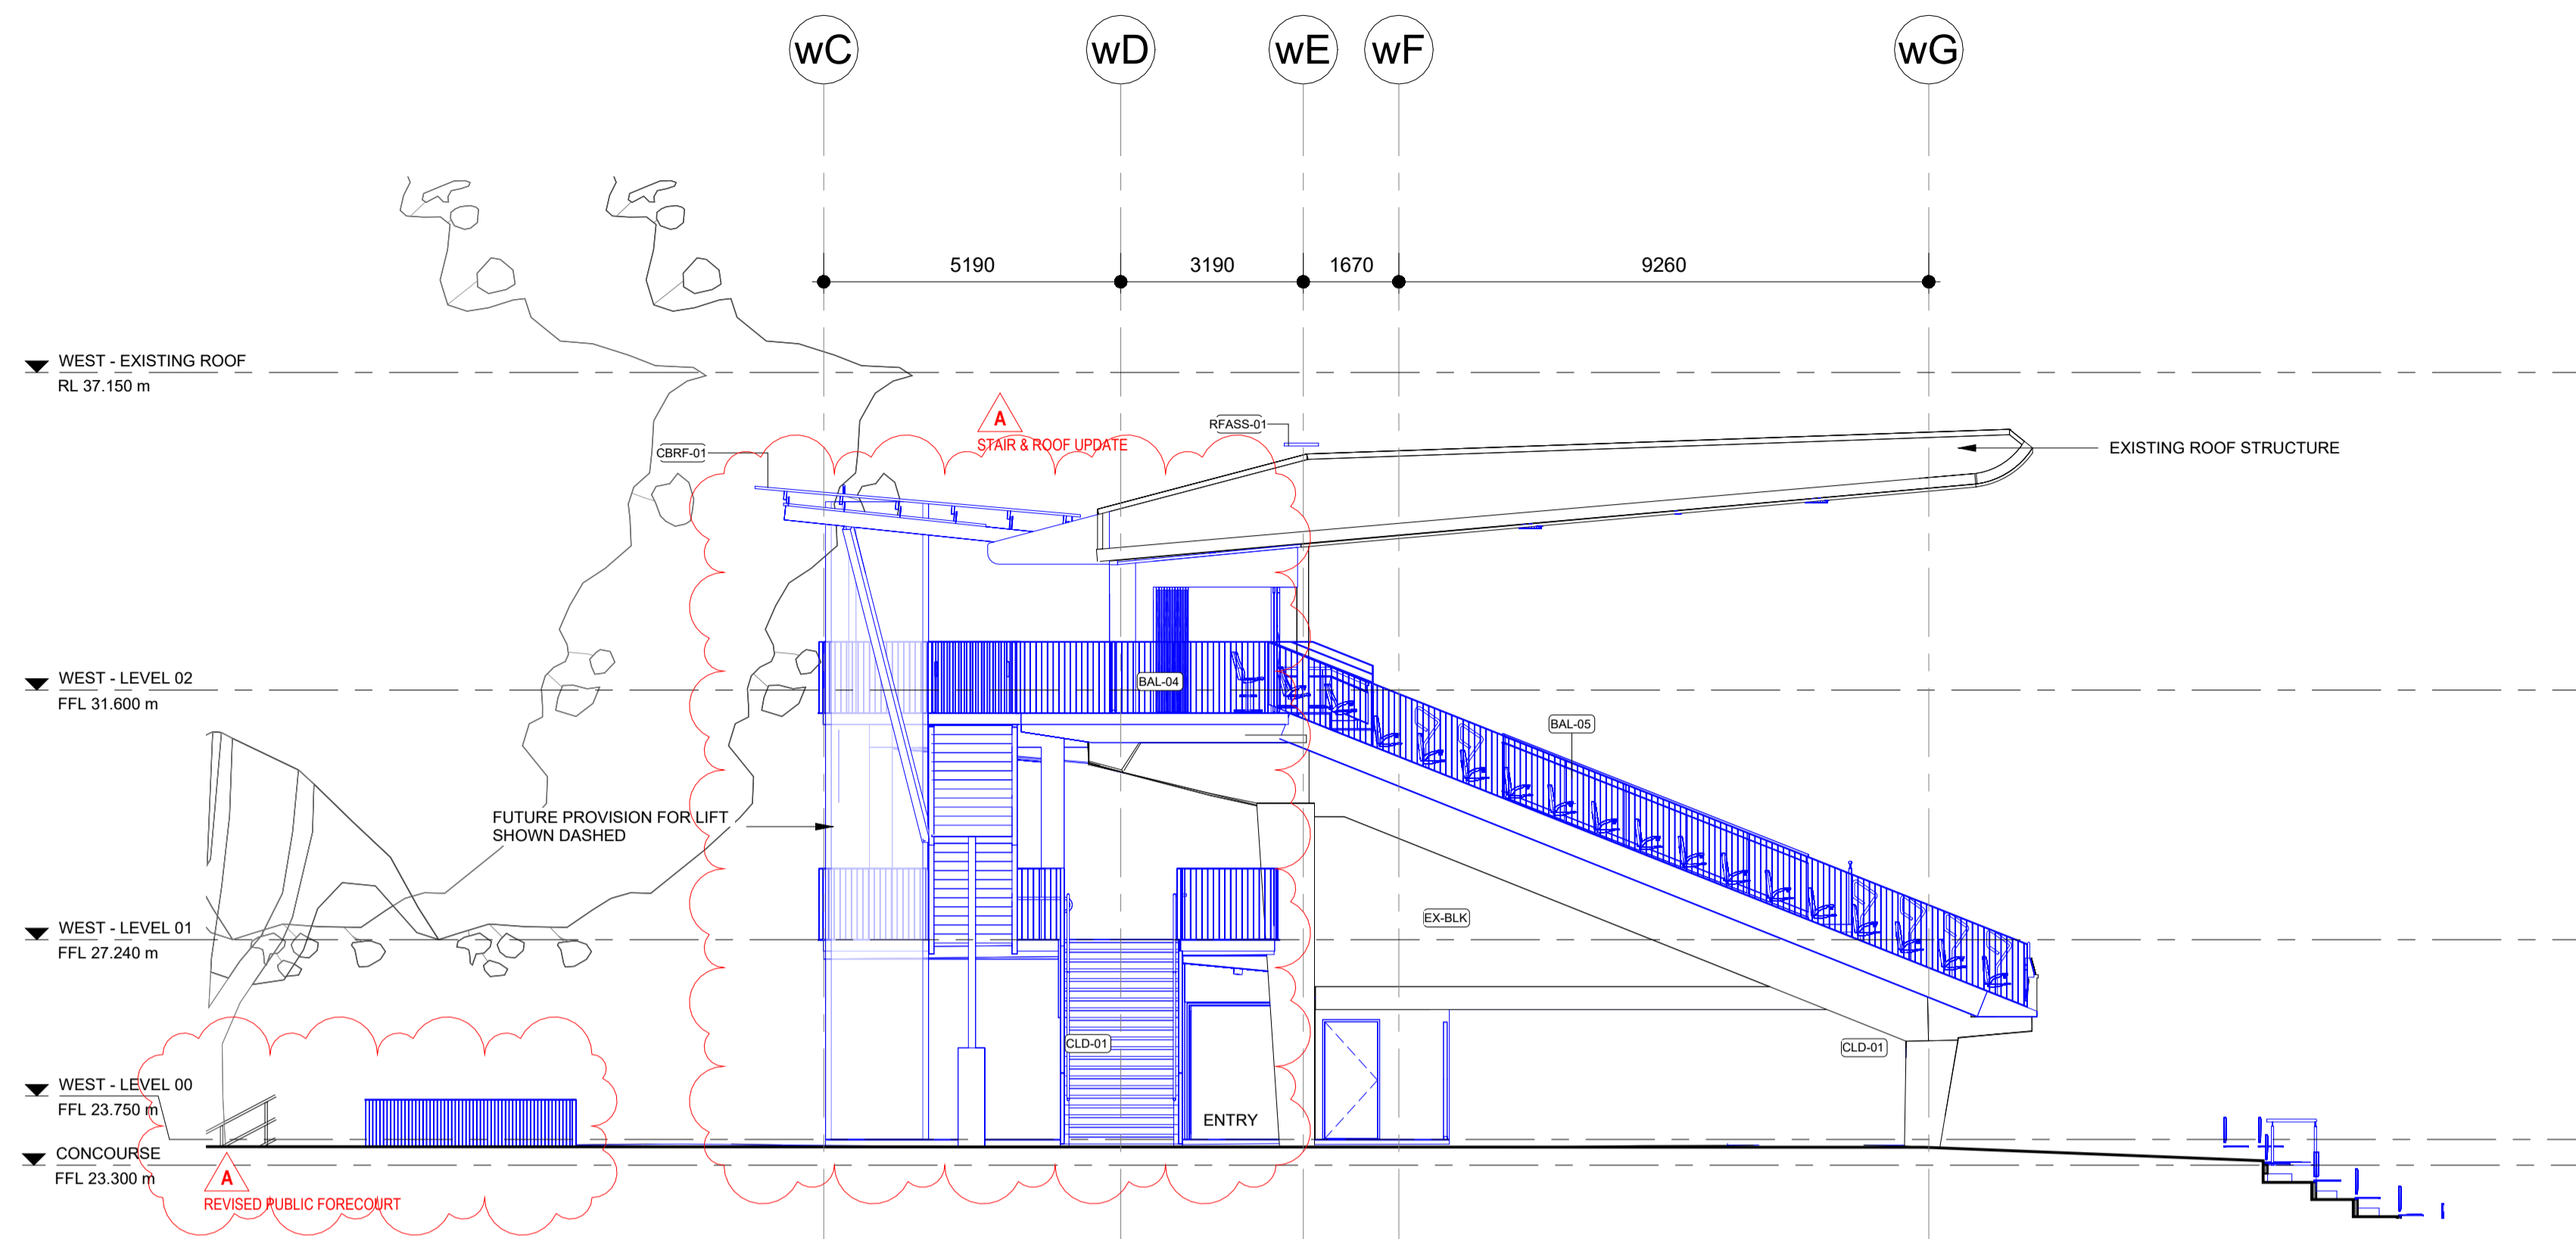 wC
wD
wE
wF
wG
5190
3190
1670
9260
WEST - EXISTING ROOF
RL 37.150 m
A
STAIR & ROOF UPDATE
RFASS-01
CBRF-01
EXISTING ROOF STRUCTURE
WEST - LEVEL 02
FFL 31.600 m
BAL-04
BAL-05
FUTURE PROVISION FOR LIFT
SHOWN DASHED
WEST - LEVEL 01
FFL 27.240 m
EX-BLK
CLD-01
CLD-01
WEST - LEVEL 00
FFL 23.750 m
ENTRY
CONCOURSE
FFL 23.300 m
A
REVISED PUBLIC FORECOURT